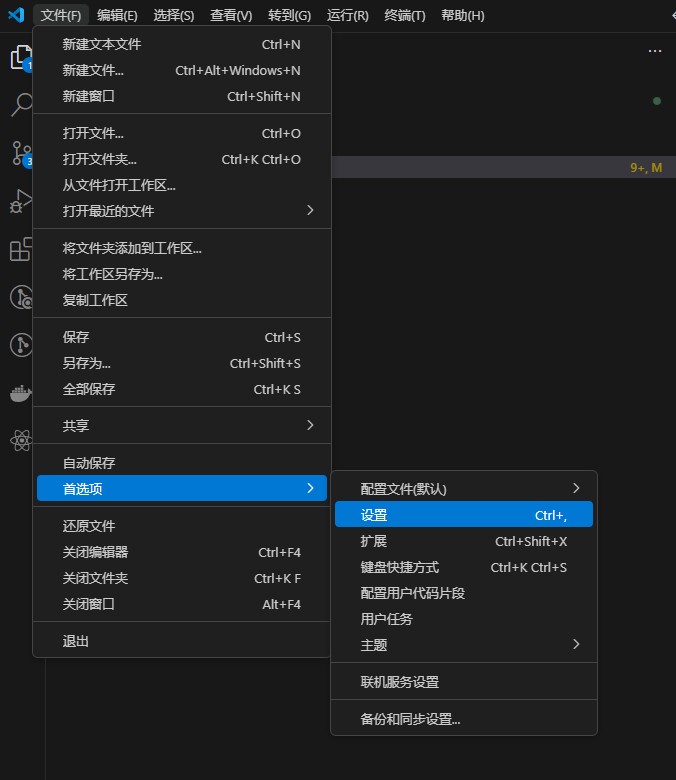 文件(F) 编辑(E) 选择(S) 查看(V) 转到(G) 运行(R) 终端(T) 帮助(H)
新建文本文件 Ctrl+N
新建文件... Ctrl+Alt+Windows+N
新建窗口 Ctrl+Shift+N
打开文件... Ctrl+O
打开文件夹... Ctrl+K Ctrl+O
从文件打开工作区...
打开最近的文件
将文件夹添加到工作区...
将工作区另存为...
复制工作区
保存 Ctrl+S
另存为... Ctrl+Shift+S
全部保存 Ctrl+K S
共享
自动保存
首选项
还原文件
关闭编辑器 Ctrl+F4
关闭文件夹 Ctrl+K F
关闭窗口 Alt+F4
退出
配置文件(默认)
设置 Ctrl+,
扩展 Ctrl+Shift+X
键盘快捷方式 Ctrl+K Ctrl+S
配置用户代码片段
用户任务
主题
联机服务设置
备份和同步设置...
1
3
9+, M